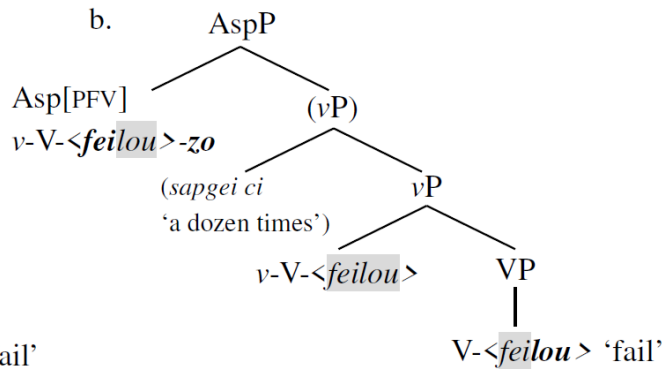 b.
AspP
Asp[PFV]
(vP)
v-V-<feilou>-zo
(sapgei ci
vP
‘a dozen times’)
v-V-<feilou>
VP
ail’
V-<feilou> ‘fail’